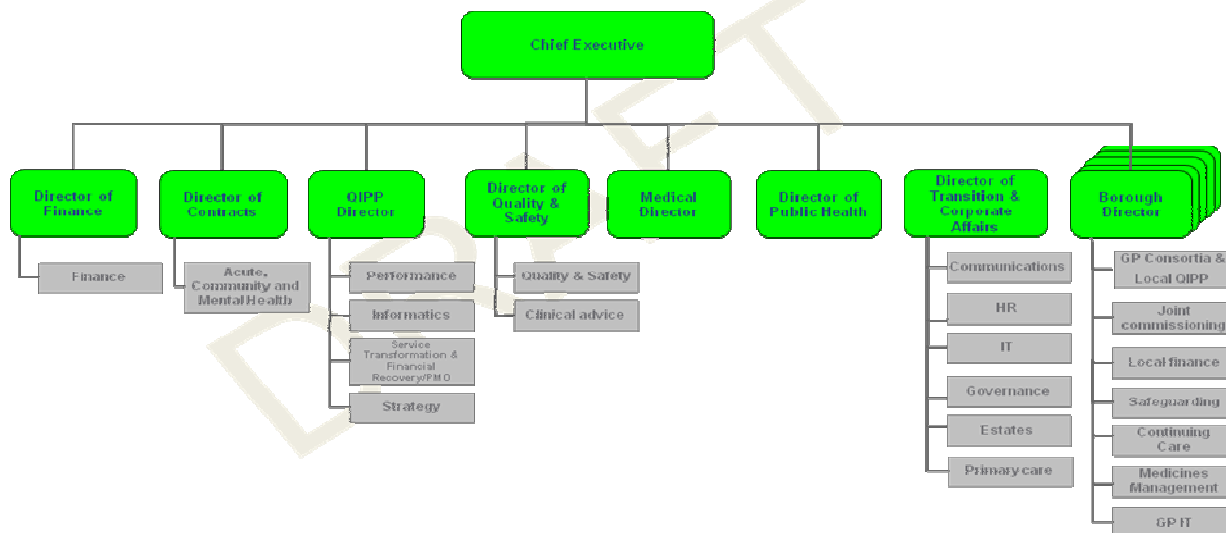 Chief Executive
Director of
Finance
Director of
Contracts
QIPP
Director
Director of
Quality &
Safety
Medical
Director
Director of
Public Health
Director of
Transition &
Corporate
Affairs
Borough
Director
Finance
Acute,
Community and
Mental Health
Performance
Informatics
Service
Transformation &
Financial
Recovery/PMO
Strategy
Quality & Safety
Clinical advice
Communications
HR
IT
Governance
Estates
Primary care
GP Consortia &
Local QIPP
Joint
commissioning
Local finance
Safeguarding
Continuing
Care
Medicines
Management
GP IT
DRAFT